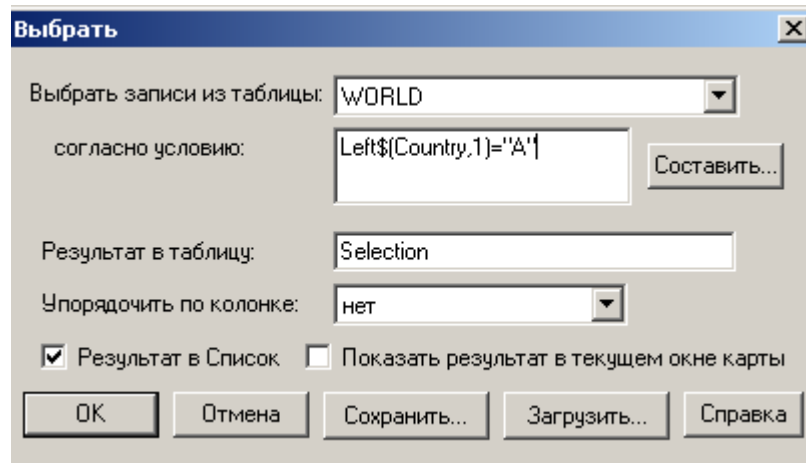 Выбрать
Выбрать записи из таблицы: WORLD
согласно условию: Left$(Country,1)="A"
Составить...
Результат в таблицу: Selection
Упорядочить по колонке: нет
Результат в Список Показать результат в текущем окне карты
OK Отмена Сохранить... Загрузить... Справка